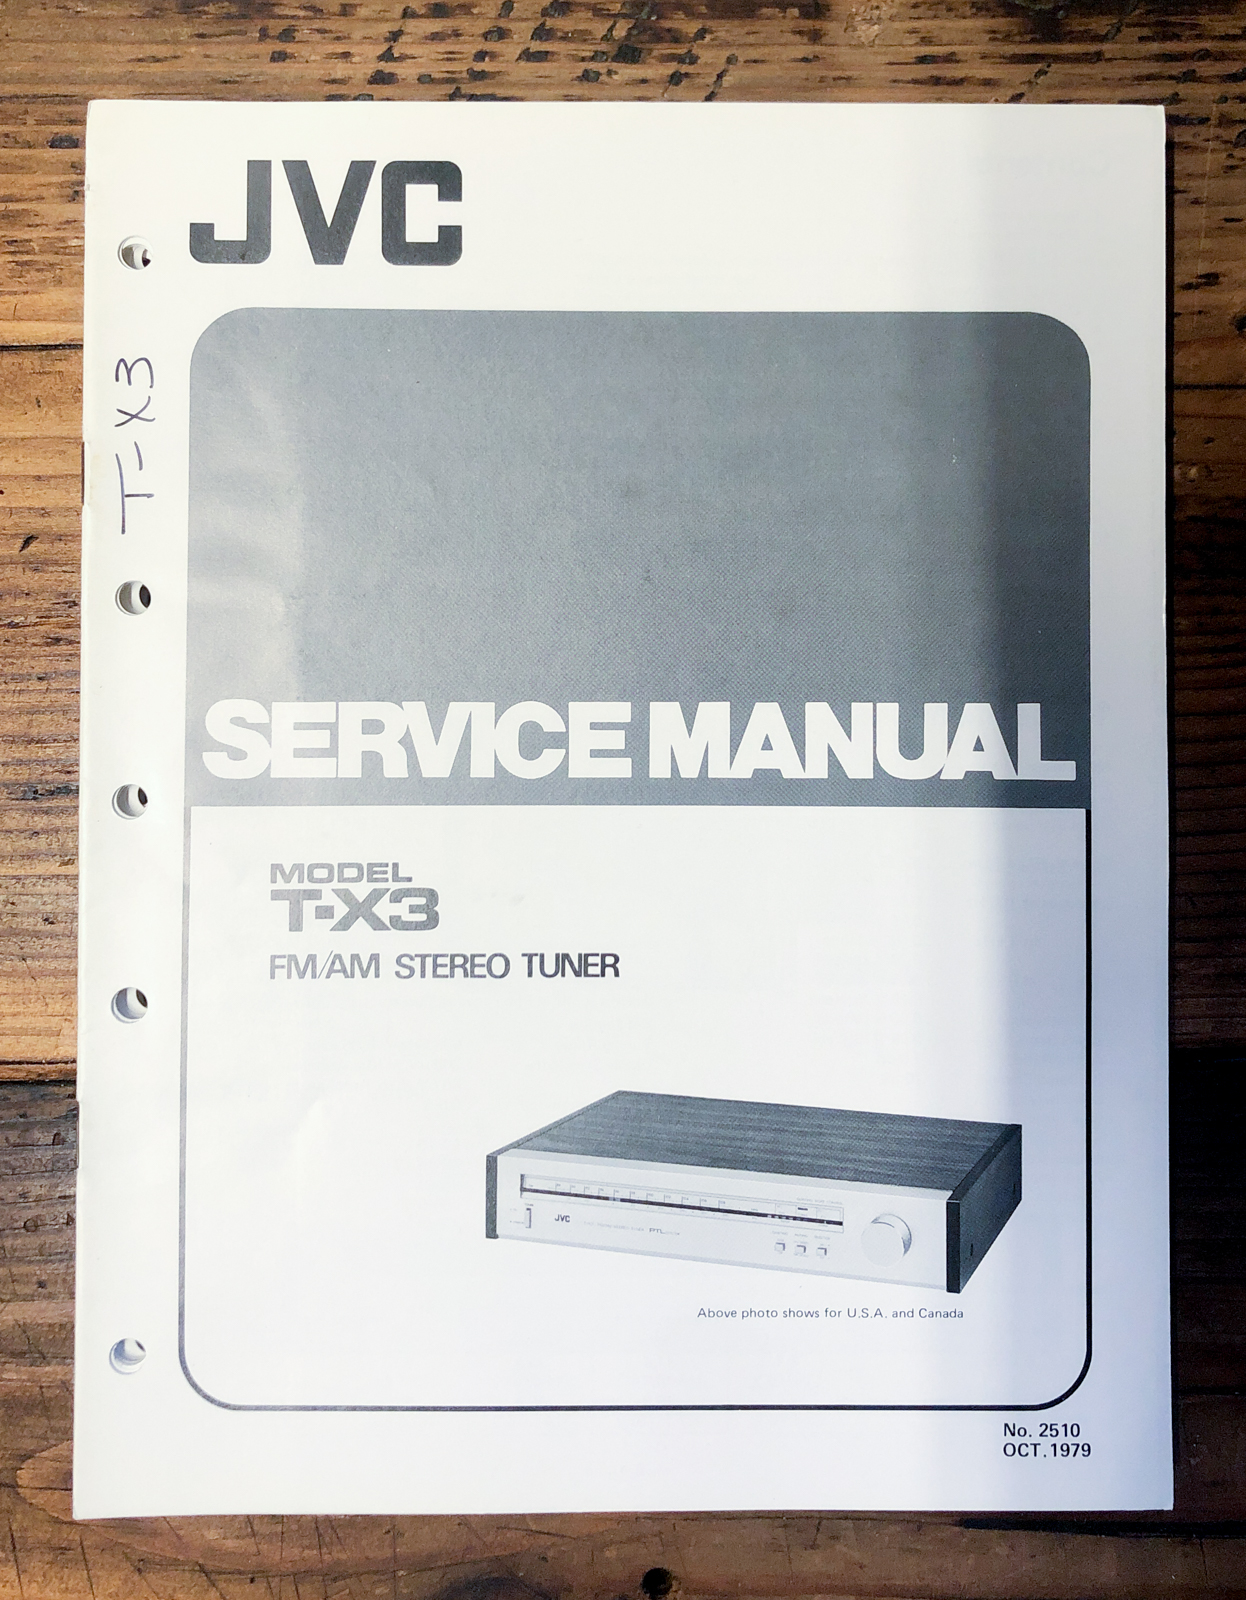 JVC
T-X3
SERVICE MANUAL
MODEL
T-X3
FM/AM STEREO TUNER
JVC
Above photo shows for U.S.A. and Canada
No. 2510
OCT. 1979